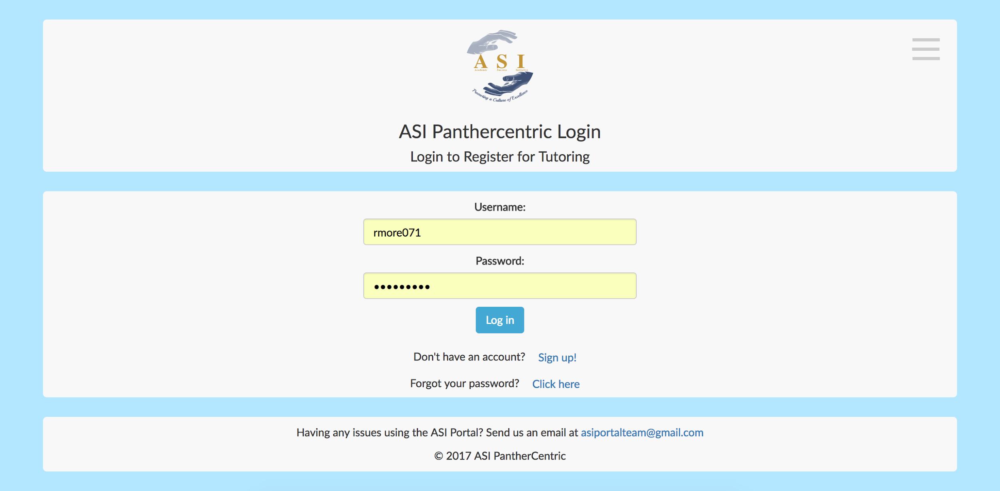 A S I
Academic Success Initiative
Promoting a Culture of Excellence
ASI Panthercentric Login
Login to Register for Tutoring
Username:
rmore071
Password:
•••••••••
Log in
Don't have an account? Sign up!
Forgot your password? Click here
Having any issues using the ASI Portal? Send us an email at asiportalteam@gmail.com
© 2017 ASI PantherCentric